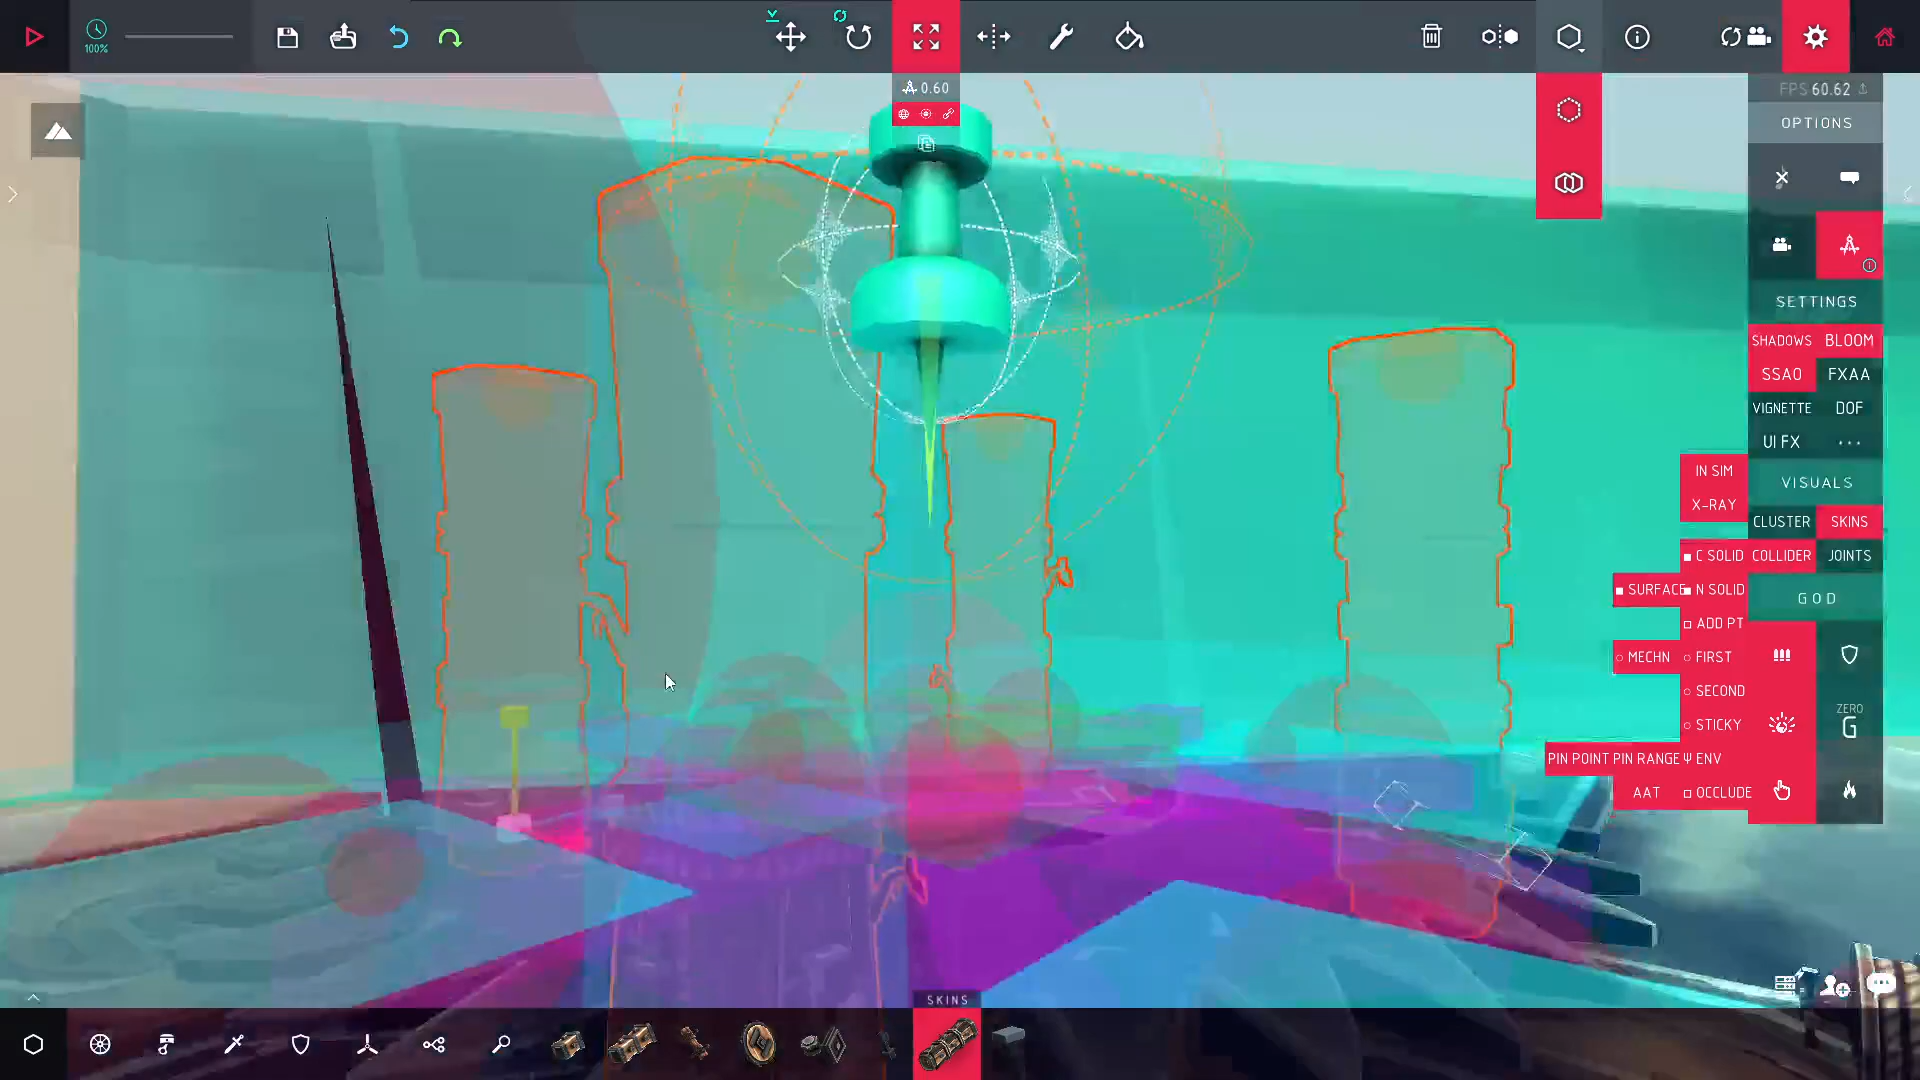 100%
0.60
FPS 60.62
OPTIONS
SETTINGS
SHADOWS BLOOM
SSAO FXAA
VIGNETTE DOF
UI FX ...
IN SIM
VISUALS
X-RAY
CLUSTER SKINS
C SOLID COLLIDER JOINTS
SURFACE N SOLID
GOD
ADD PT
MECHN FIRST
SECOND
ZERO
G
STICKY
PIN POINT PIN RANGE Ψ ENV
AAT OCCLUDE
SKINS